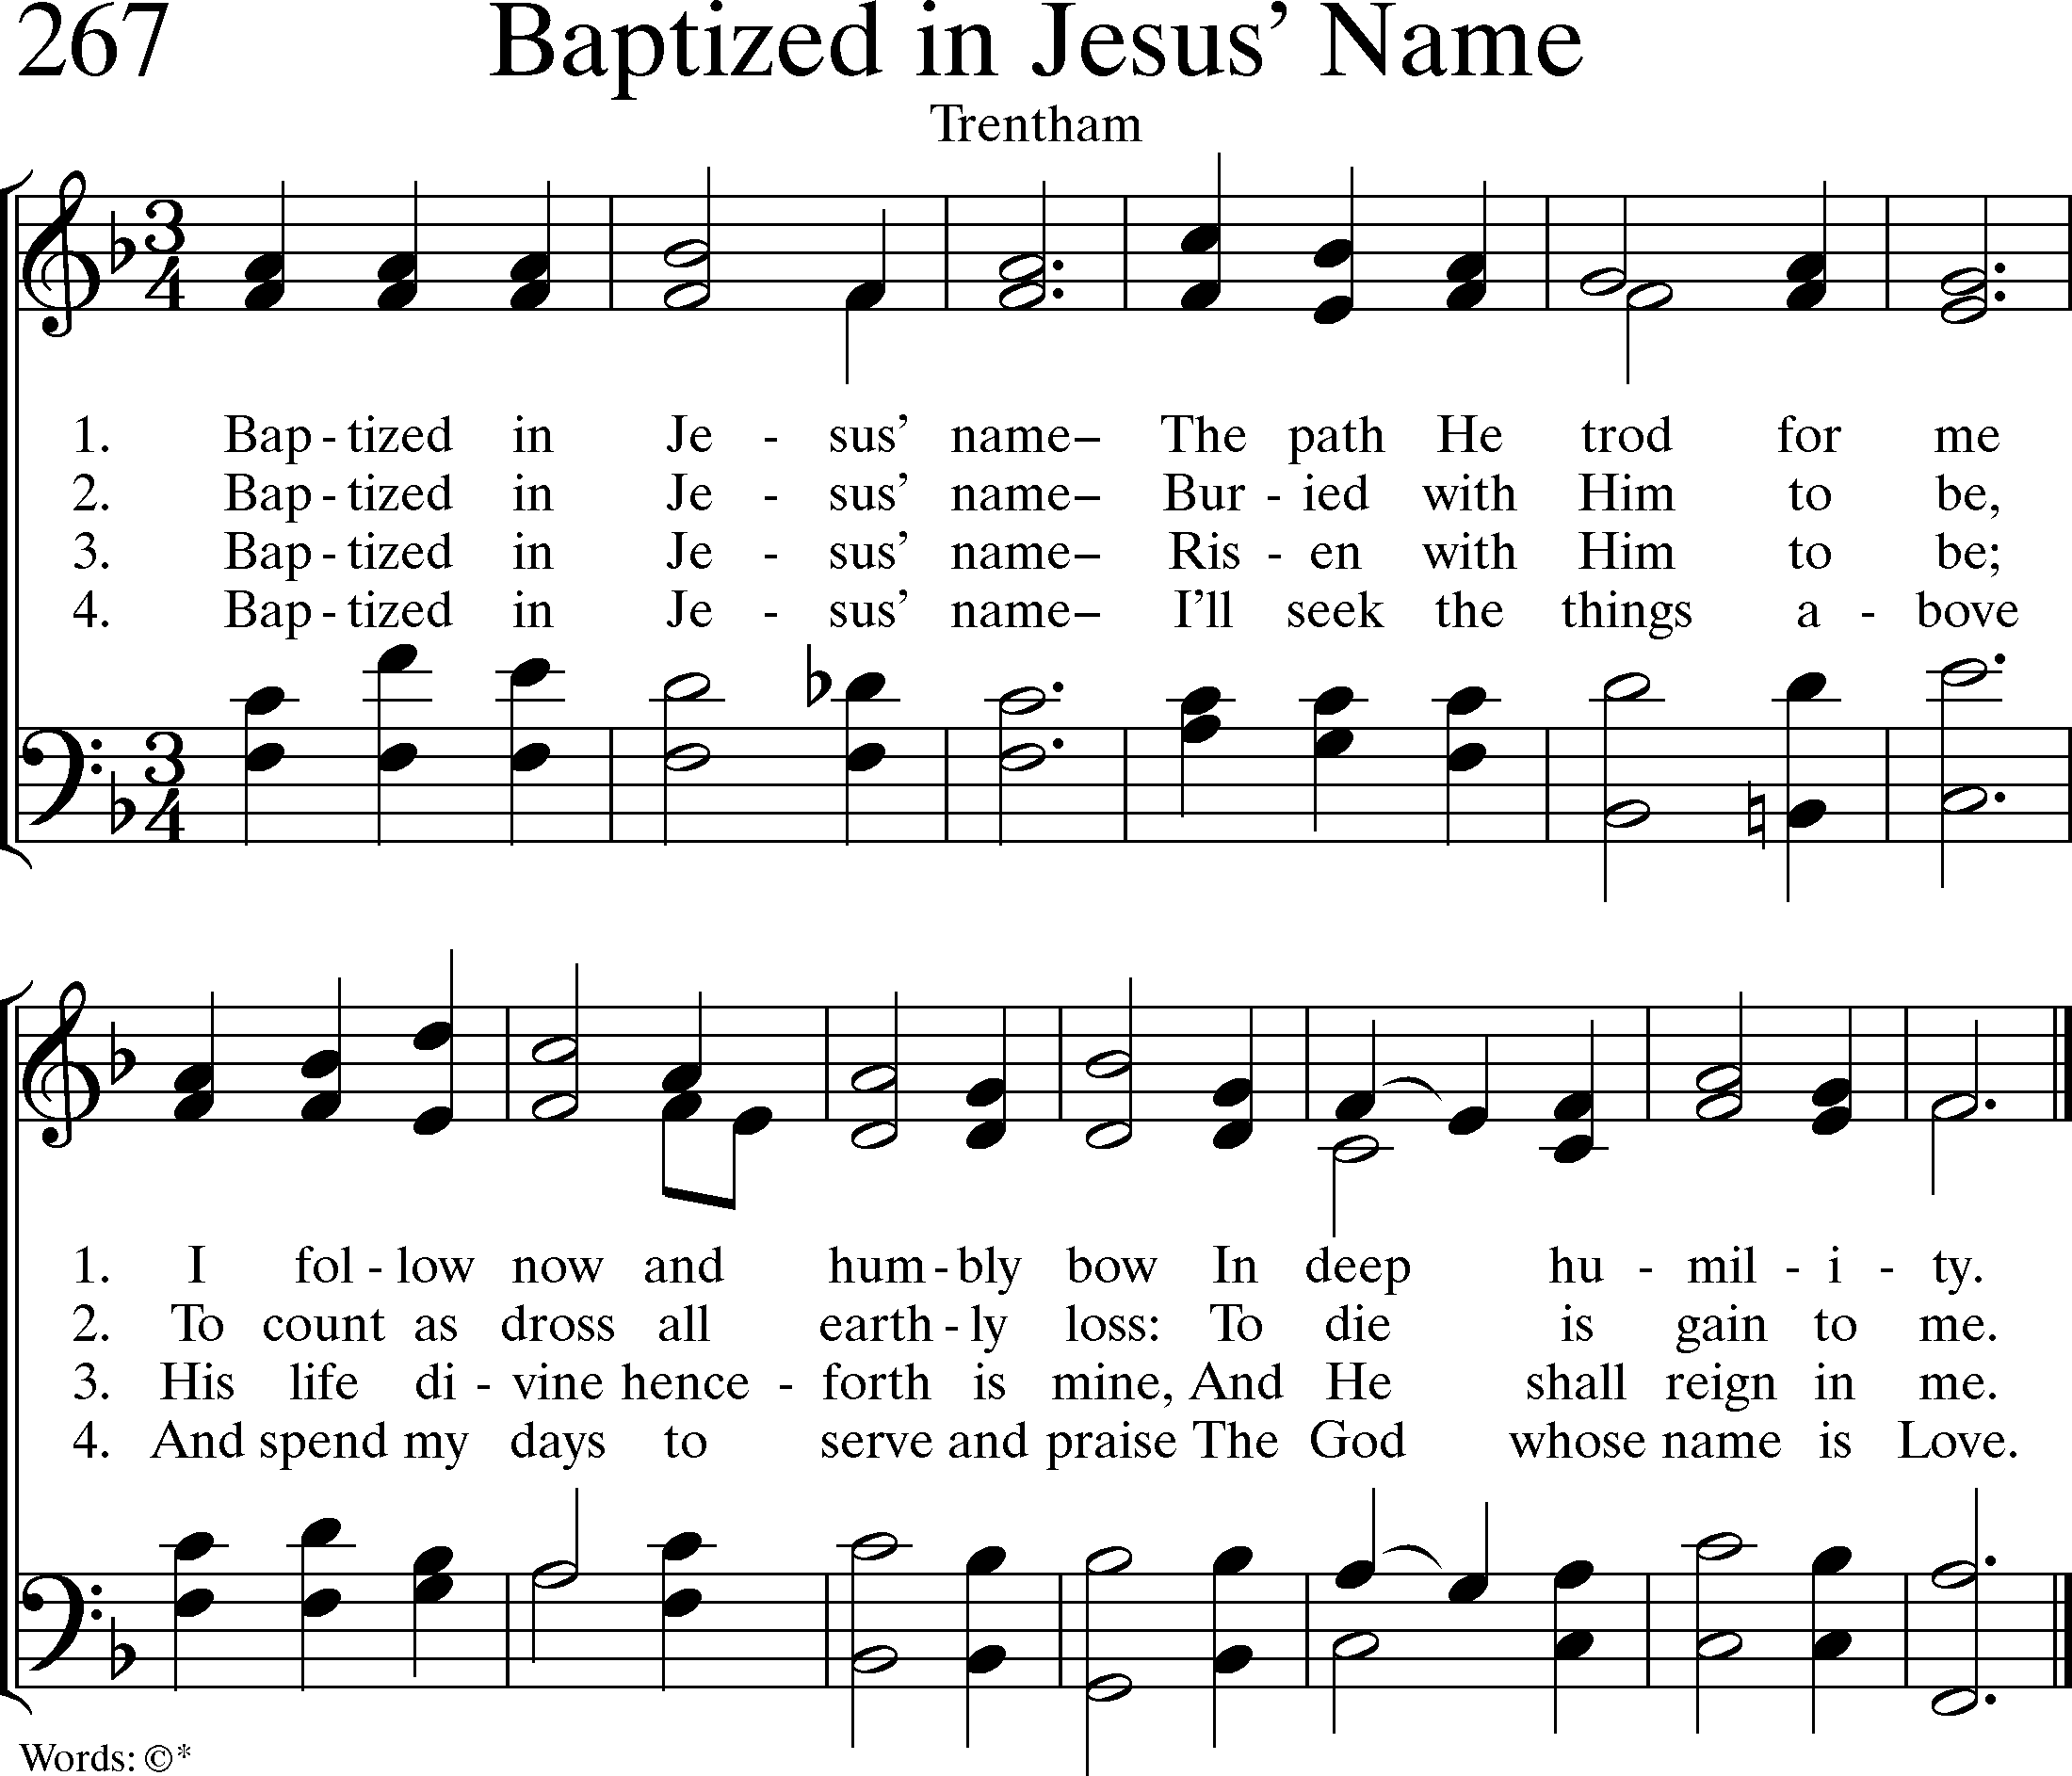 267 Baptized in Jesus’ Name
Trentham
1. Bap - tized in Je - sus’ name– The path He trod for me
2. Bap - tized in Je - sus’ name– Bur - ied with Him to be,
3. Bap - tized in Je - sus’ name– Ris - en with Him to be;
4. Bap - tized in Je - sus’ name– I’ll seek the things a - bove
1. I fol - low now and hum - bly bow In deep hu - mil - i - ty.
2. To count as dross all earth - ly loss: To die is gain to me.
3. His life di - vine hence - forth is mine, And He shall reign in me.
4. And spend my days to serve and praise The God whose name is Love.
Words: ©*